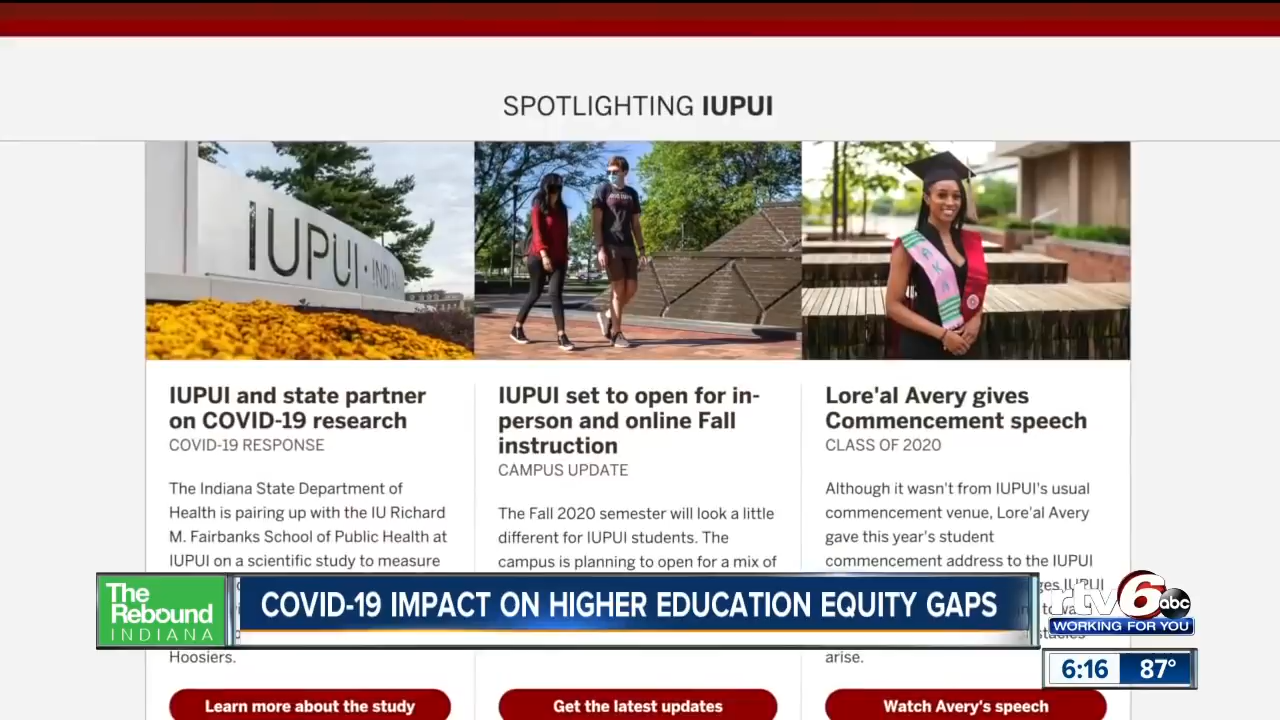 SPOTLIGHTING IUPUI
IUPUI
IUPUI and state partner
on COVID-19 research
COVID-19 RESPONSE
The Indiana State Department of
Health is pairing up with the IU Richard
M. Fairbanks School of Public Health at
IUPUI on a scientific study to measure
Hoosiers.
Learn more about the study
IUPUI set to open for in-
person and online Fall
instruction
CAMPUS UPDATE
The Fall 2020 semester will look a little
different for IUPUI students. The
campus is planning to open for a mix of
Get the latest updates
ΑΚΑ
Lore'al Avery gives
Commencement speech
CLASS OF 2020
Although it wasn't from IUPUI's usual
commencement venue, Lore'al Avery
gave this year's student
commencement address to the IUPUI
IUPUI
arise.
Watch Avery's speech
The
Rebound
INDIANA
COVID-19 IMPACT ON HIGHER EDUCATION EQUITY GAPS
rtv6 abc
WORKING FOR YOU
6:16 87°